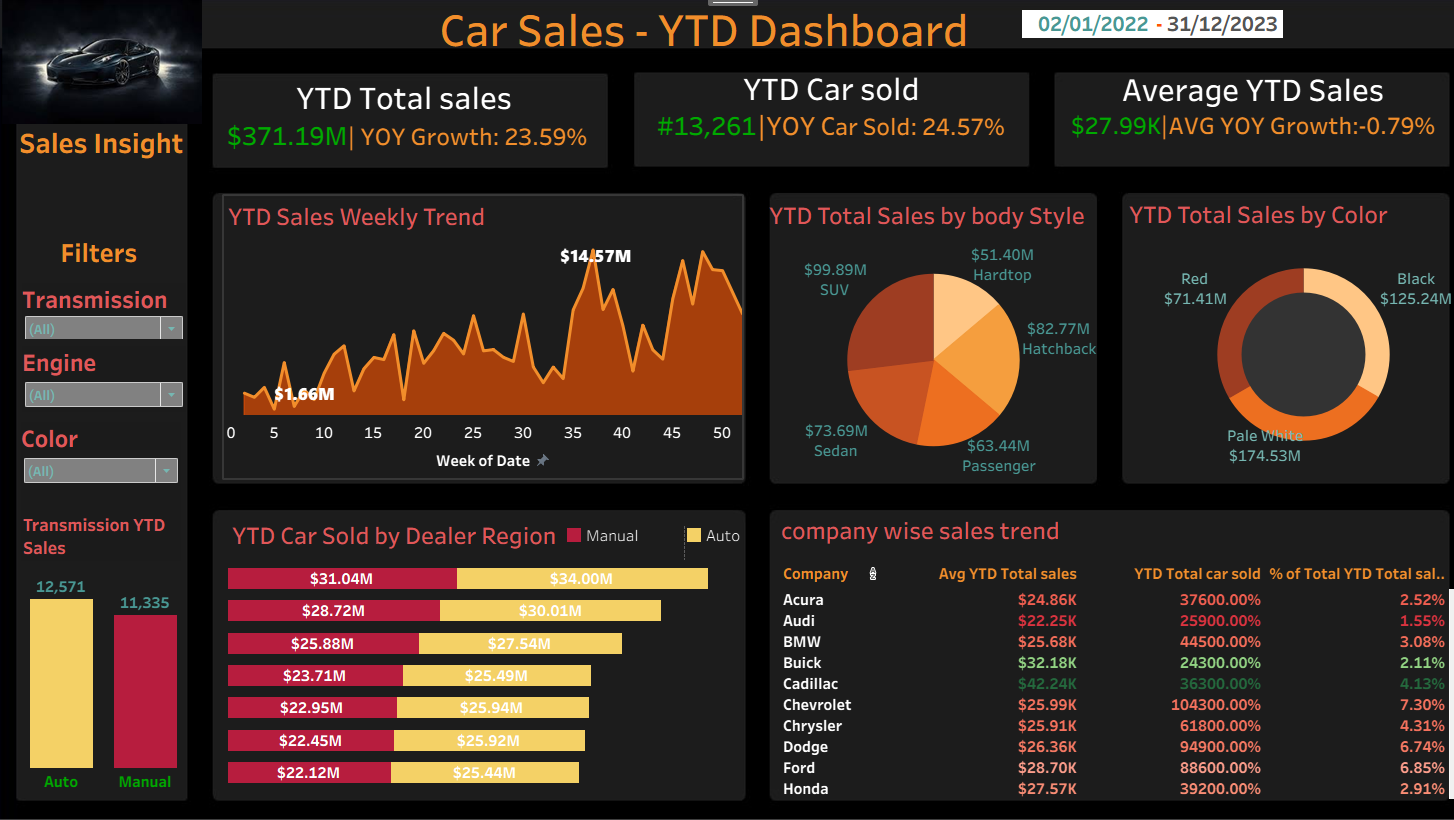 Car Sales - YTD Dashboard
02/01/2022 - 31/12/2023
Sales Insight
YTD Total sales
$371.19M| YOY Growth: 23.59%
YTD Car sold
#13,261|YOY Car Sold: 24.57%
Average YTD Sales
$27.99K|AVG YOY Growth:-0.79%
Filters
Transmission
(All)
Engine
(All)
Color
(All)
Transmission YTD
Sales
12,571
11,335
Auto
Manual
YTD Sales Weekly Trend
$14.57M
$1.66M
0 5 10 15 20 25 30 35 40 45 50
Week of Date
YTD Total Sales by body Style
$51.40M
Hardtop
$99.89M
SUV
$82.77M
Hatchback
$73.69M
Sedan
$63.44M
Passenger
YTD Total Sales by Color
Red
$71.41M
Black
$125.24M
Pale White
$174.53M
YTD Car Sold by Dealer Region
Manual
Auto
$31.04M $34.00M
$28.72M $30.01M
$25.88M $27.54M
$23.71M $25.49M
$22.95M $25.94M
$22.45M $25.92M
$22.12M $25.44M
company wise sales trend
Company Avg YTD Total sales YTD Total car sold % of Total YTD Total sal..
Acura $24.86K 37600.00% 2.52%
Audi $22.25K 25900.00% 1.55%
BMW $25.68K 44500.00% 3.08%
Buick $32.18K 24300.00% 2.11%
Cadillac $42.24K 36300.00% 4.13%
Chevrolet $25.99K 104300.00% 7.30%
Chrysler $25.91K 61800.00% 4.31%
Dodge $26.36K 94900.00% 6.74%
Ford $28.70K 88600.00% 6.85%
Honda $27.57K 39200.00% 2.91%